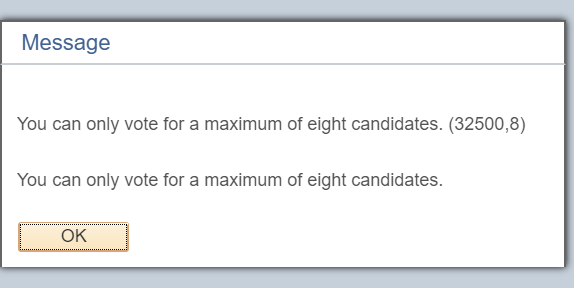 Message
You can only vote for a maximum of eight candidates. (32500,8)
You can only vote for a maximum of eight candidates.
OK